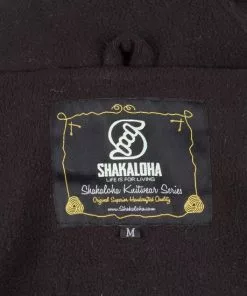 SHAKALOHA
LIFE IS FOR LIVING
Shakaloha Knitwear Series
Original Superior Handcrafted Quality
www.Shakaloha.com
M